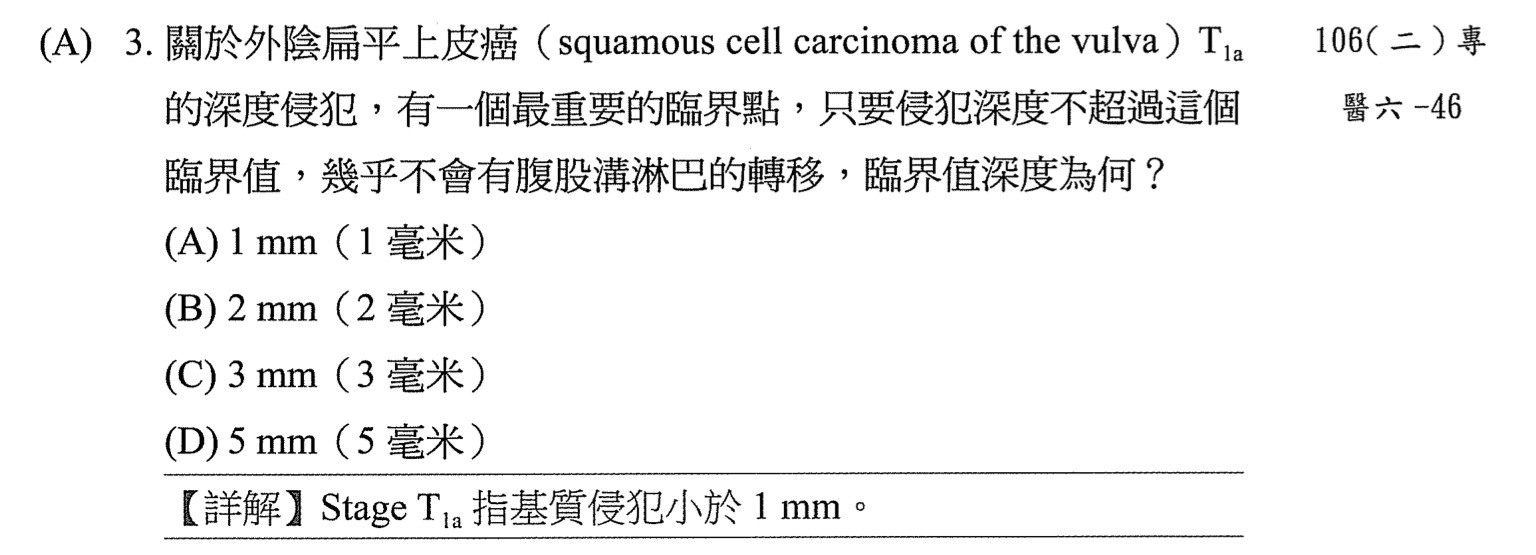 (A) 3. 關於外陰扁平上皮癌（squamous cell carcinoma of the vulva）T1a 106(二)專
的深度侵犯，有一個最重要的臨界點，只要侵犯深度不超過這個 醫六-46
臨界值，幾乎不會有腹股溝淋巴的轉移，臨界值深度為何？
(A) 1 mm（1 毫米）
(B) 2 mm（2 毫米）
(C) 3 mm（3 毫米）
(D) 5 mm（5 毫米）
【詳解】Stage T1a 指基質侵犯小於 1 mm。